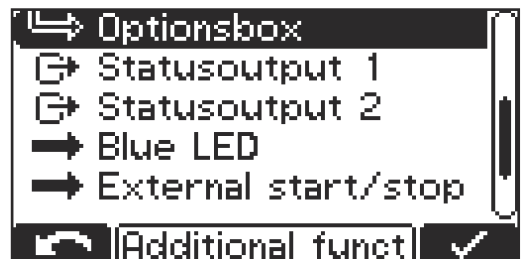 Optionsbox
Statusoutput 1
Statusoutput 2
Blue LED
External start/stop
Additional funct